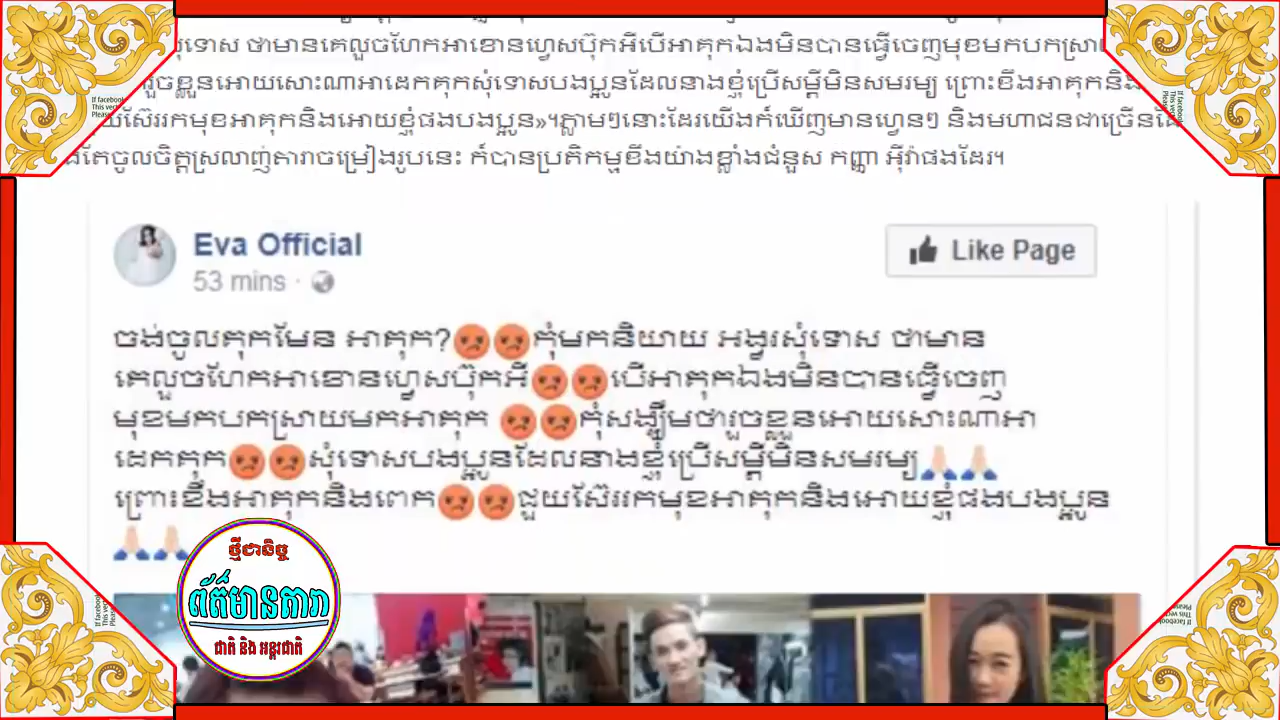 សុំទោស ថាមានគេលួចហែកអាខោនហ្វេសប៊ុកអីបើអាគុកឯងមិនបានធ្វើចេញមុខមកបកស្រាយ
រួចខ្លួនអោយសោះណាអាដេកគុកសុំទោសបងប្អូនដែលនាងខ្ញុំប្រើសម្ដីមិនសមរម្យ ព្រោះខឹងអាគុកនិង
ស៊ែររកមុខអាគុកនិងអោយខ្ញុំផងបងប្អូន»។ភ្លាមៗនោះដែរយើងក៍ឃើញមានហ្វេនៗ និងមហាជនជាច្រើន
តែចូលចិត្តស្រលាញ់តារាចម្រៀងរូបនេះ ក៍បានប្រតិកម្មខឹងយ៉ាងខ្លាំងជំនួស កញ្ញា អ៊ីវ៉ាផងដែរ។
Eva Official
Like Page
53 mins ·
ចង់ចូលគុកមែន អាគុក?😡😡កុំមកនិយាយ អង្វរសុំទោស ថាមាន
គេលួចហែកអាខោនហ្វេសប៊ុកអី😡😡បើអាគុកឯងមិនបានធ្វើចេញ
មុខមកបកស្រាយមកអាគុក 😡😡កុំសង្ឃឹមថារួចខ្លួនអោយសោះណាអា
ដេកគុក😡😡សុំទោសបងប្អូនដែលនាងខ្ញុំប្រើសម្ដីមិនសមរម្យ🙏🙏
ព្រោះខឹងអាគុកនិងពេក😡😡ជួយស៊ែររកមុខអាគុកនិងអោយខ្ញុំផងបងប្អូន
🙏🙏
ថ្មីជានិច្ច
ព័ត៌មានតារា
ជាតិ និង អន្តរជាតិ